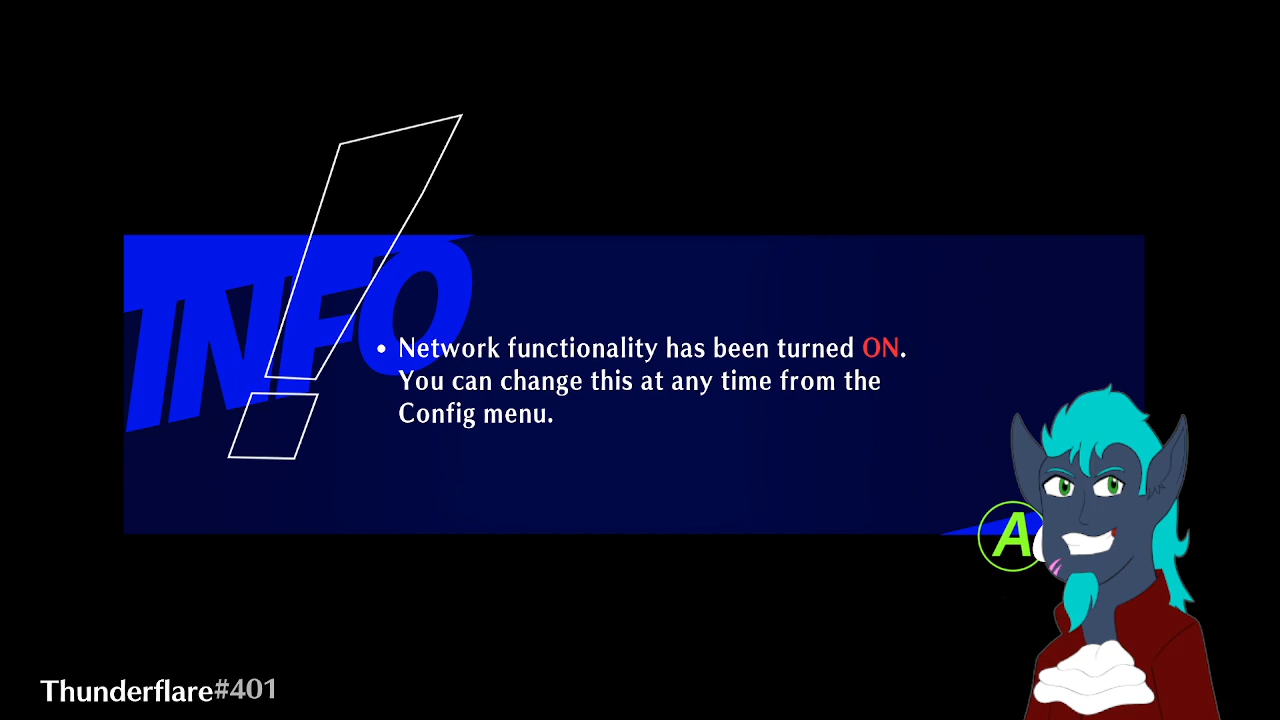 INFO
• Network functionality has been turned ON.
You can change this at any time from the
Config menu.
A
Thunderflare#401